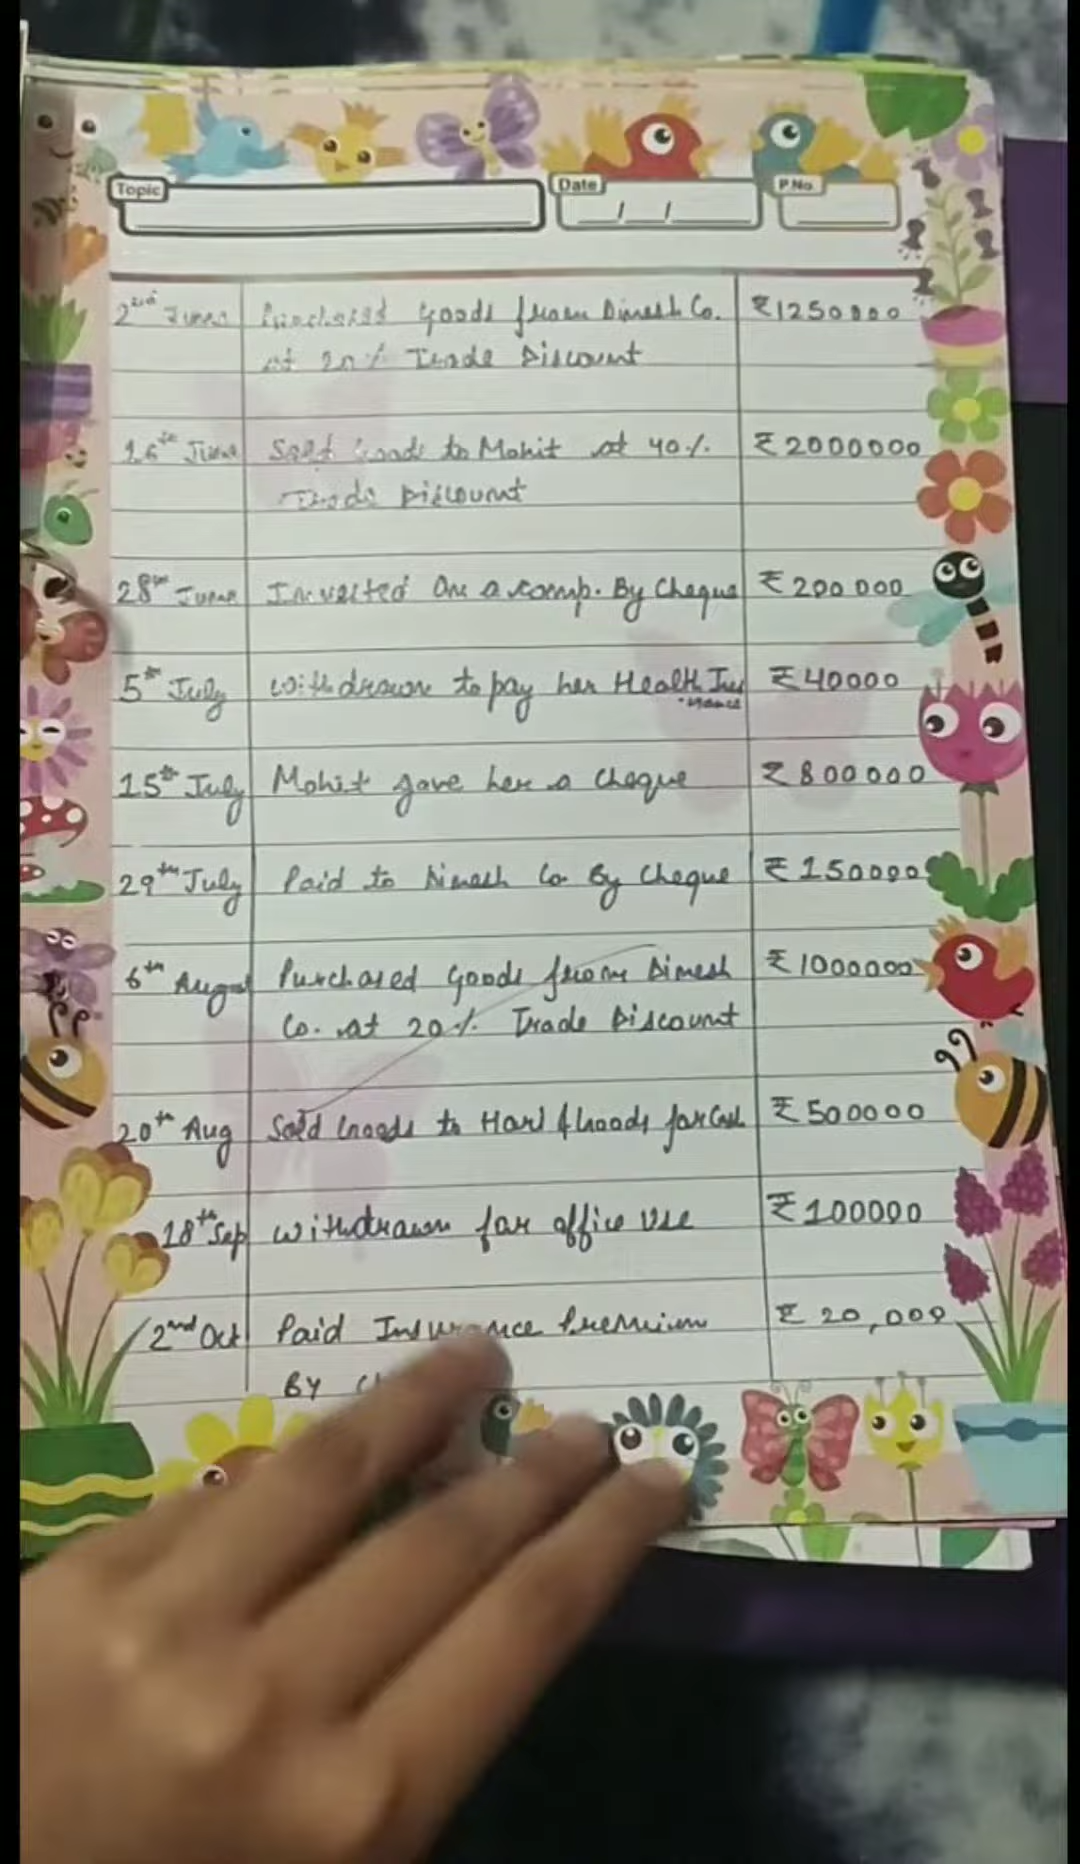 Topic
Date
P.No.
2nd June Purchased Goods from Dinesh Co. ₹1250000
at 20% Trade Discount
16th June Sold Goods to Mohit at 40% ₹2000000
Trade Discount
28th June Invested On a comp. By Cheque ₹200000
5th July Withdrawn to pay her Health Insu ₹40000
-rance
15th July Mohit gave her a Cheque ₹800000
29th July Paid to Dinesh Co By Cheque ₹150000
6th August Purchased Goods from Dinesh ₹1000000
Co. at 20% Trade Discount
20th Aug Sold Goods to Goods for Cash ₹500000
18th Sep Withdrawn for office Use ₹100000
2nd Oct Paid Insurance Premium ₹20,000
BY